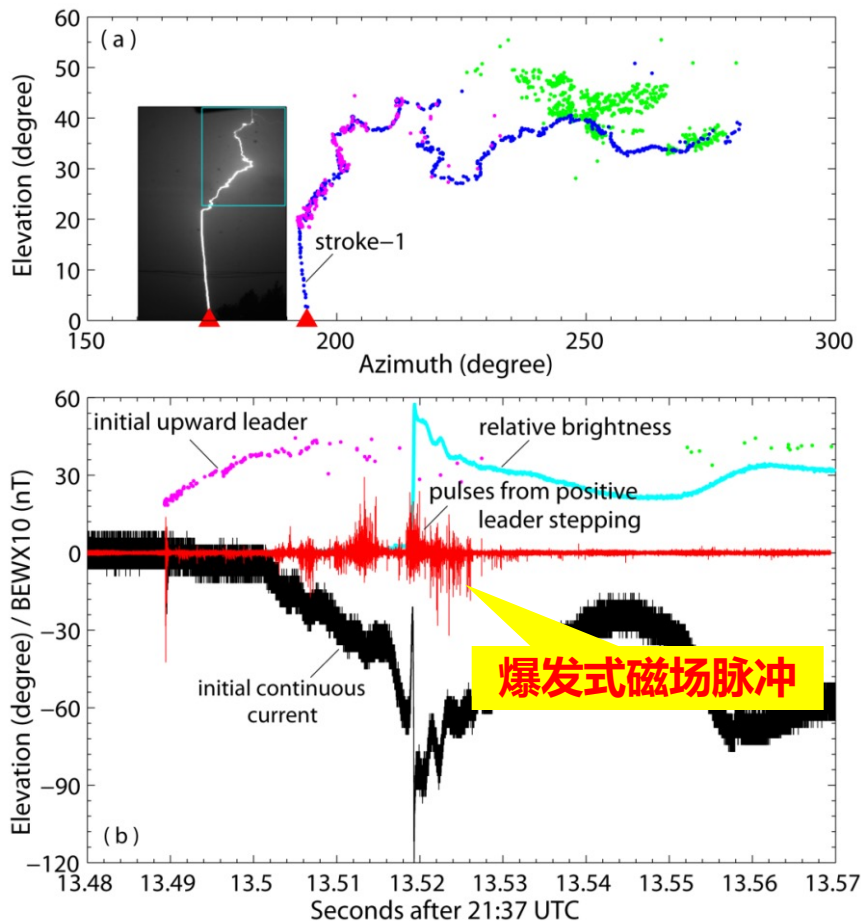 60
50
40
30
20
10
0
Elevation (degree)
( a )
stroke−1
150
200
250
300
Azimuth (degree)
60
30
0
−30
−60
−90
−120
Elevation (degree) / BEWX10 (nT)
initial upward leader
relative brightness
pulses from positive
leader stepping
爆发式磁场脉冲
initial continuous
current
( b )
13.48
13.49
13.5
13.51
13.52
13.53
13.54
13.55
13.56
13.57
Seconds after 21:37 UTC